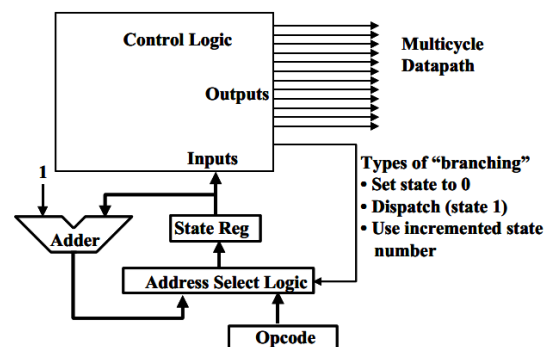 Control Logic
Multicycle
Datapath
Outputs
Inputs
Types of “branching”
• Set state to 0
• Dispatch (state 1)
• Use incremented state
number
1
State Reg
Adder
Address Select Logic
Opcode